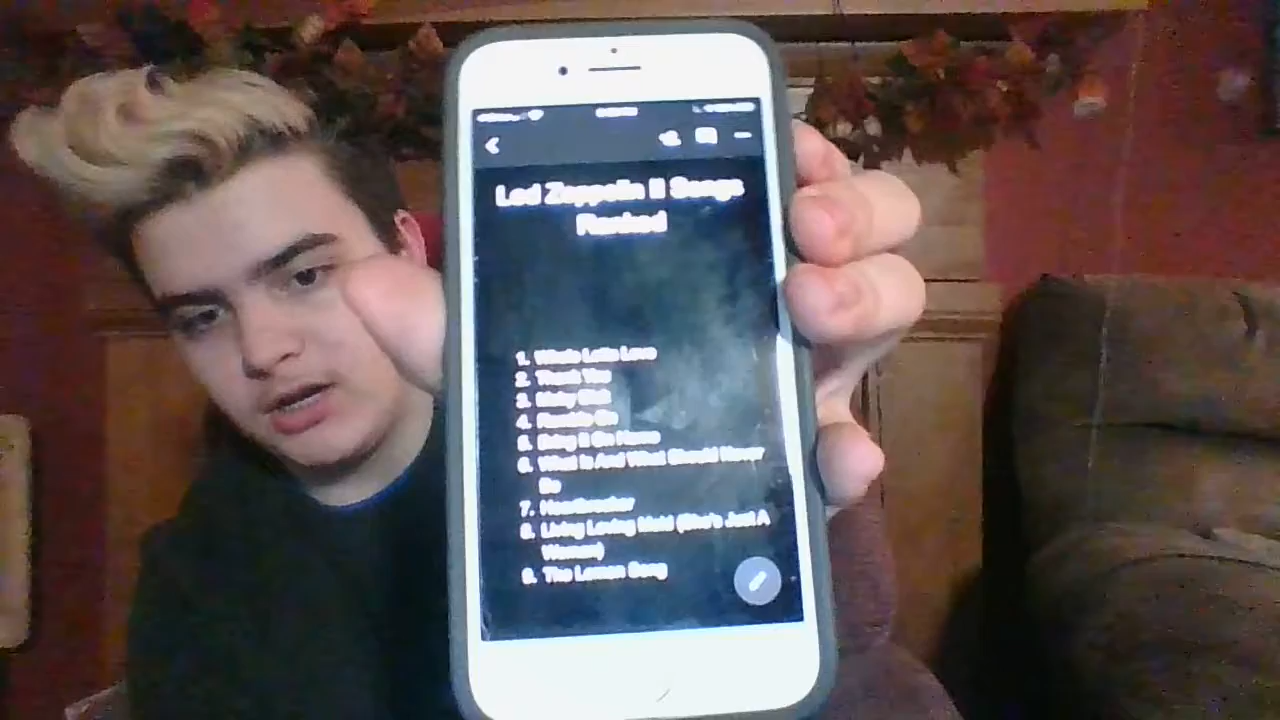 Led Zeppelin II Songs
Ranked
1. Whole Lotta Love
2. Thank You
3. Moby Dick
4. Ramble On
5. Bring It On Home
6. What Is And What Should Never
Be
7. Heartbreaker
8. Living Loving Maid (She's Just A
Woman)
9. The Lemon Song